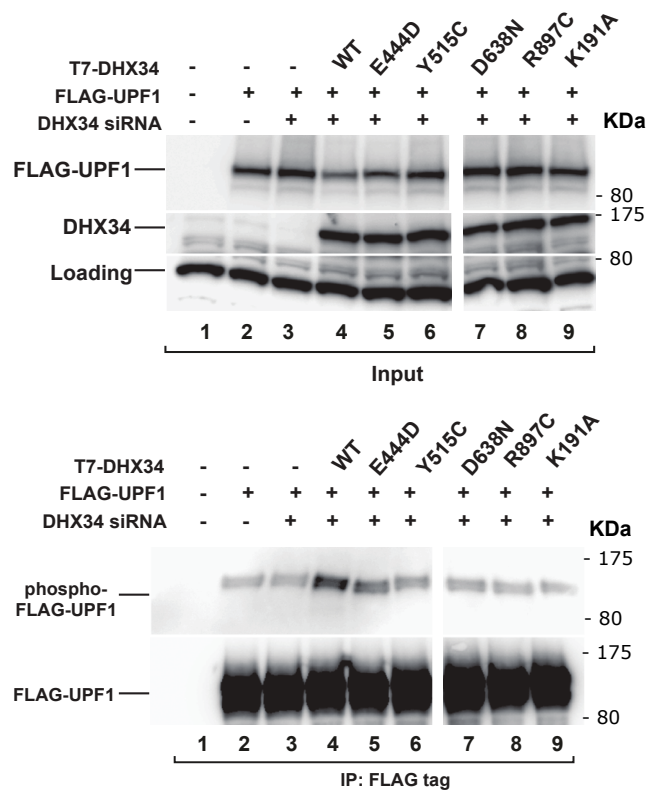 WT E444D Y515C D638N R897C K191A
T7-DHX34 - - -
FLAG-UPF1 - + + + + + + + +
DHX34 siRNA - - + + + + + + + KDa
FLAG-UPF1
- 80
- 175
DHX34
- 80
Loading
1 2 3 4 5 6 7 8 9
Input
WT E444D Y515C D638N R897C K191A
T7-DHX34 - - -
FLAG-UPF1 - + + + + + + + +
DHX34 siRNA - - + + + + + + +
KDa
- 175
phospho-
FLAG-UPF1
- 80
- 175
FLAG-UPF1
- 80
1 2 3 4 5 6 7 8 9
IP: FLAG tag